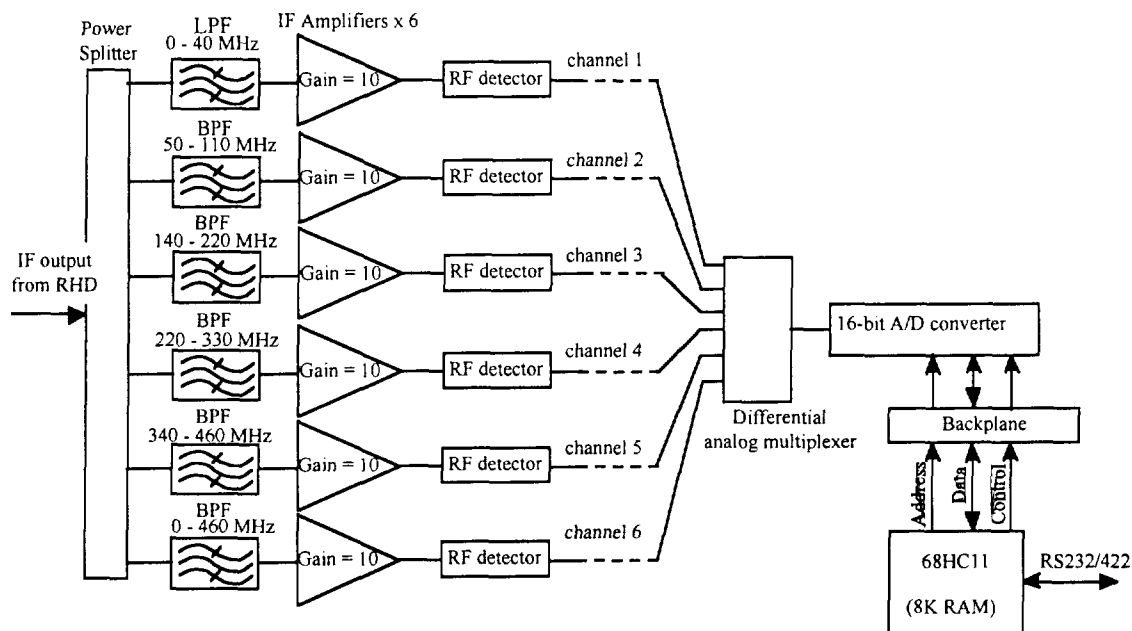 Power
Splitter
LPF
0 - 40 MHz
IF Amplifiers x 6
Gain = 10
RF detector
channel 1
BPF
50 - 110 MHz
Gain = 10
RF detector
channel 2
BPF
140 - 220 MHz
Gain = 10
RF detector
channel 3
IF output
from RHD
BPF
220 - 330 MHz
Gain = 10
RF detector
channel 4
BPF
340 - 460 MHz
Gain = 10
RF detector
channel 5
BPF
0 - 460 MHz
Gain = 10
RF detector
channel 6
Differential
analog multiplexer
16-bit A/D converter
Backplane
Address
Data
Control
68HC11
(8K RAM)
RS232/422